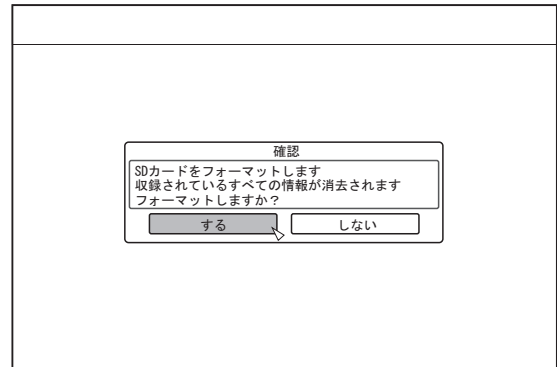 確認
SDカードをフォーマットします
収録されているすべての情報が消去されます
フォーマットしますか？
する
しない